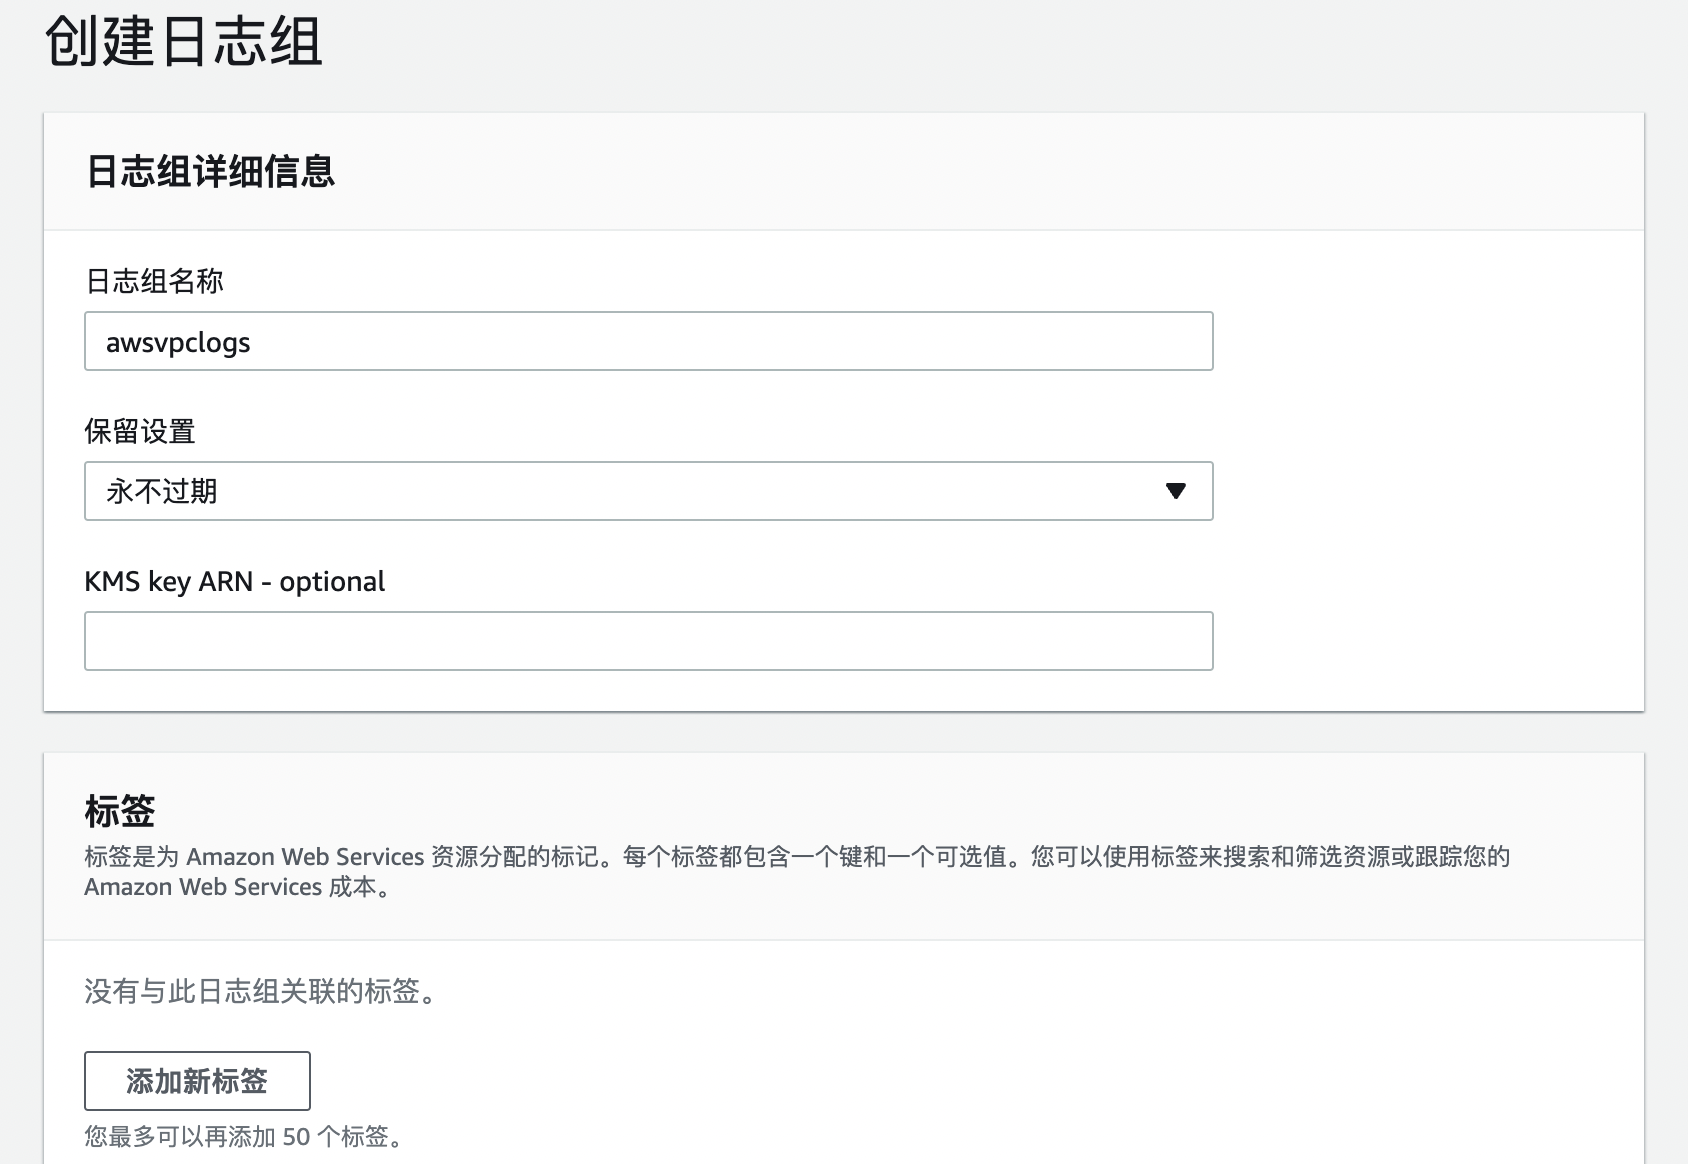 创建日志组
日志组详细信息
日志组名称
awsvpclogs
保留设置
永不过期
KMS key ARN - optional
标签
标签是为 Amazon Web Services 资源分配的标记。每个标签都包含一个键和一个可选值。您可以使用标签来搜索和筛选资源或跟踪您的
Amazon Web Services 成本。
没有与此日志组关联的标签。
添加新标签
您最多可以再添加 50 个标签。